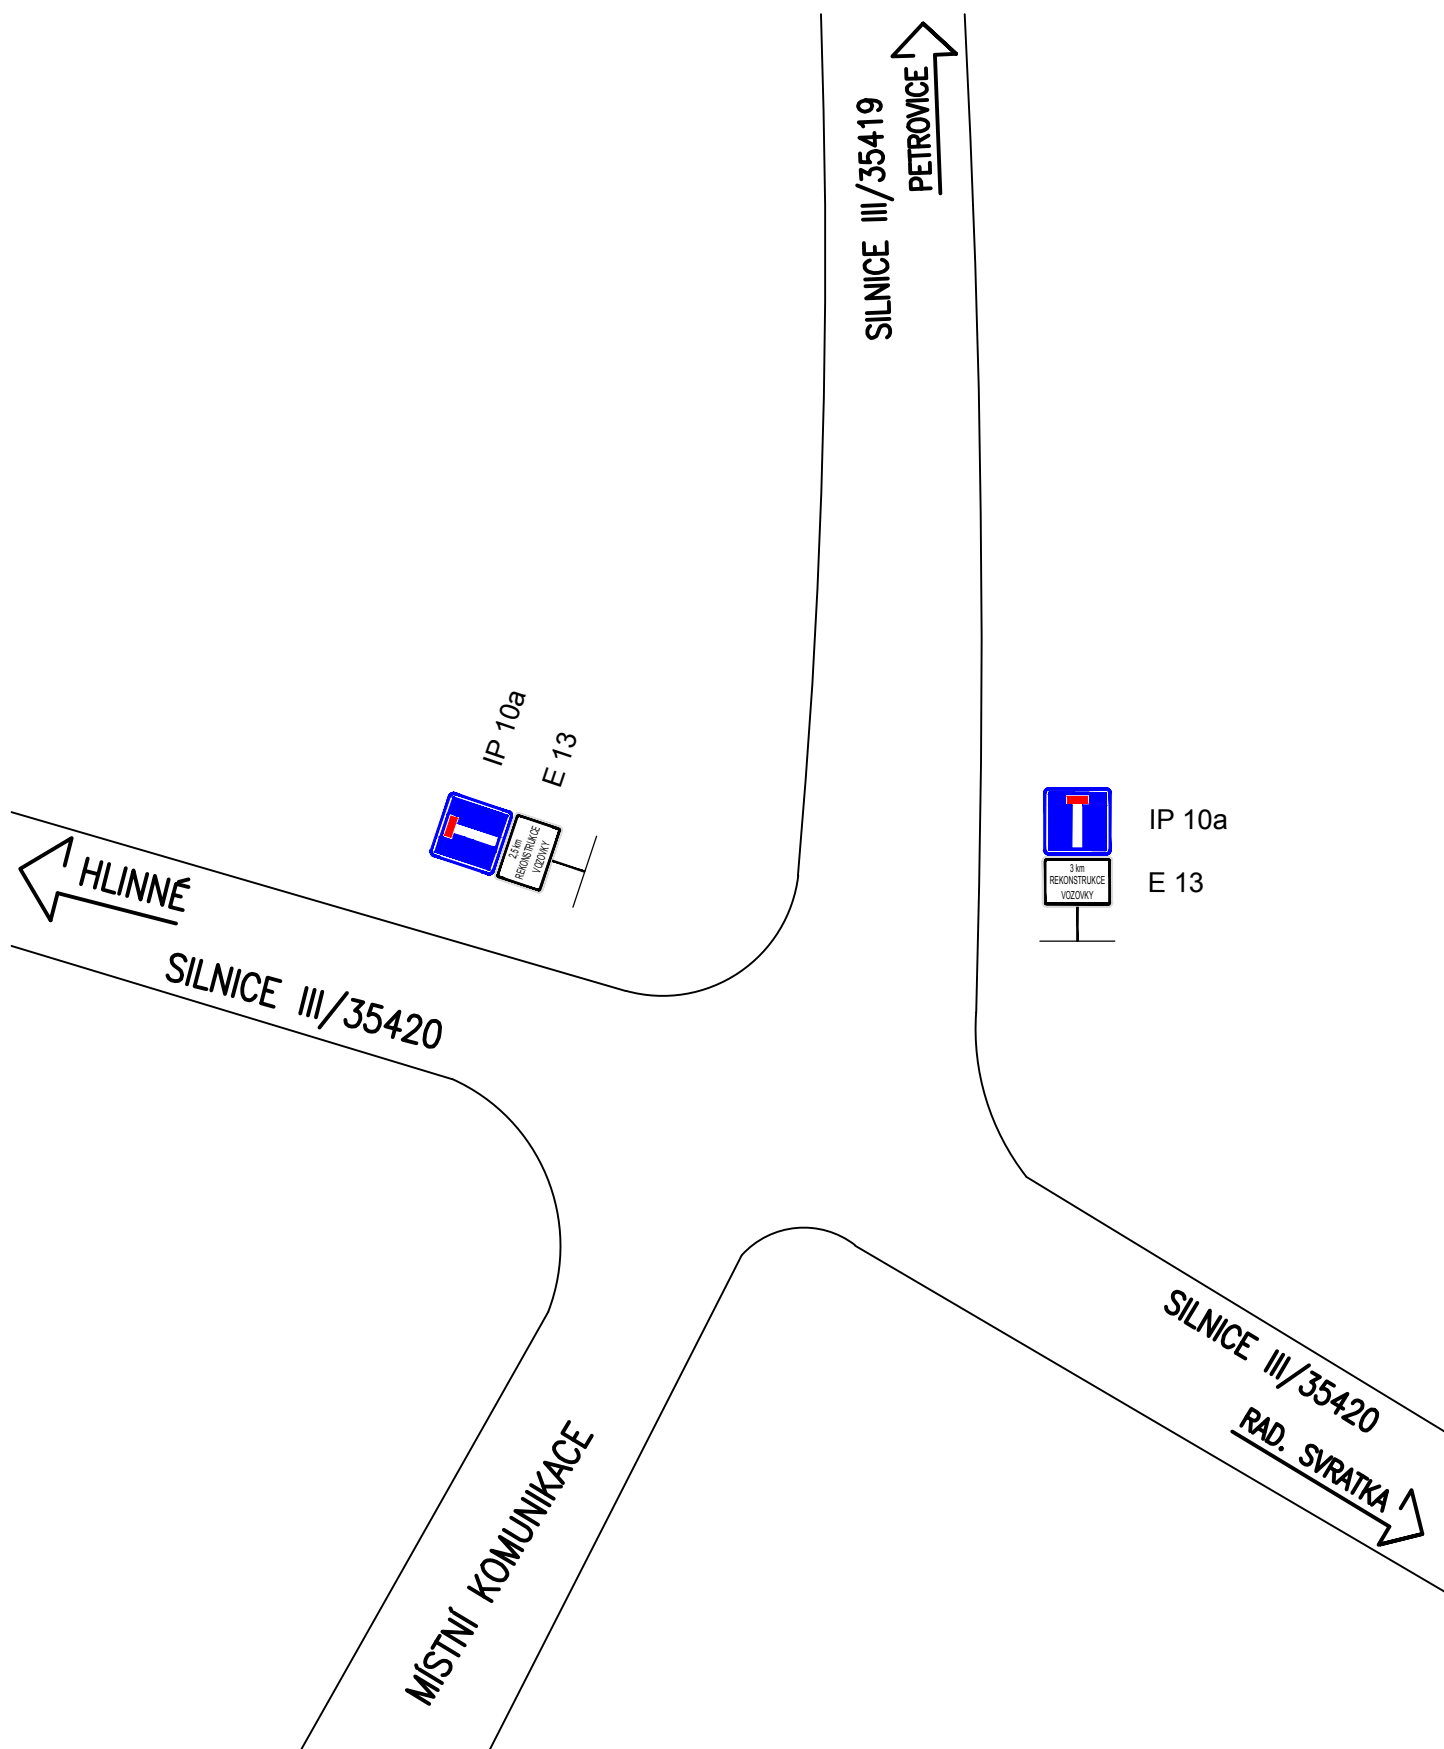 PETROVICE
SILNICE III/35419
IP 10a
E 13
2,5 km
REKONSTRUKCE
VOZOVKY
IP 10a
3 km
REKONSTRUKCE
VOZOVKY
E 13
HLINNÉ
SILNICE III/35420
SILNICE III/35420
RAD. SVRATKA
MÍSTNÍ KOMUNIKACE